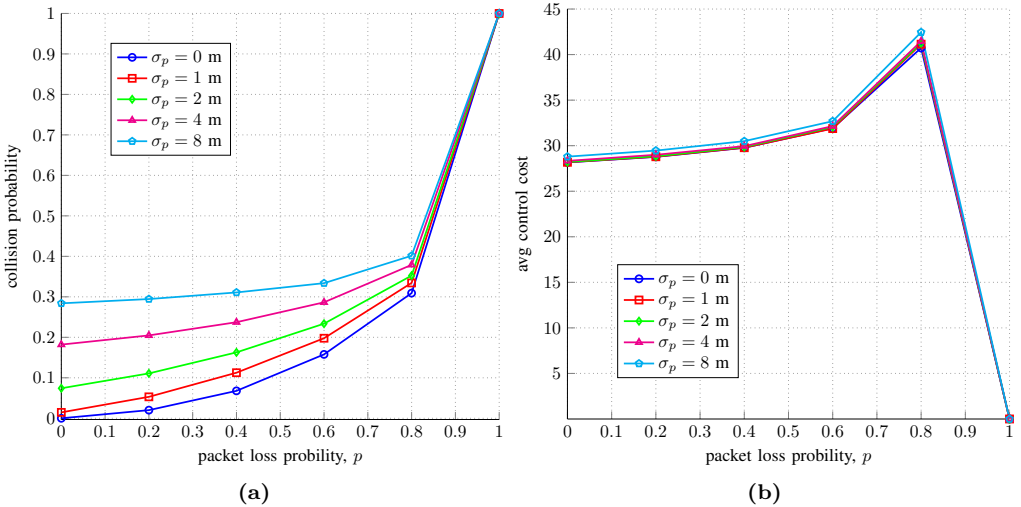 1
0.9
0.8
0.7
0.6
0.5
0.4
0.3
0.2
0.1
0
collision probability
σp = 0 m
σp = 1 m
σp = 2 m
σp = 4 m
σp = 8 m
0 0.1 0.2 0.3 0.4 0.5 0.6 0.7 0.8 0.9 1
packet loss probility, p
(a)
45
40
35
30
25
20
15
10
5
avg control cost
σp = 0 m
σp = 1 m
σp = 2 m
σp = 4 m
σp = 8 m
0 0.1 0.2 0.3 0.4 0.5 0.6 0.7 0.8 0.9 1
packet loss probility, p
(b)